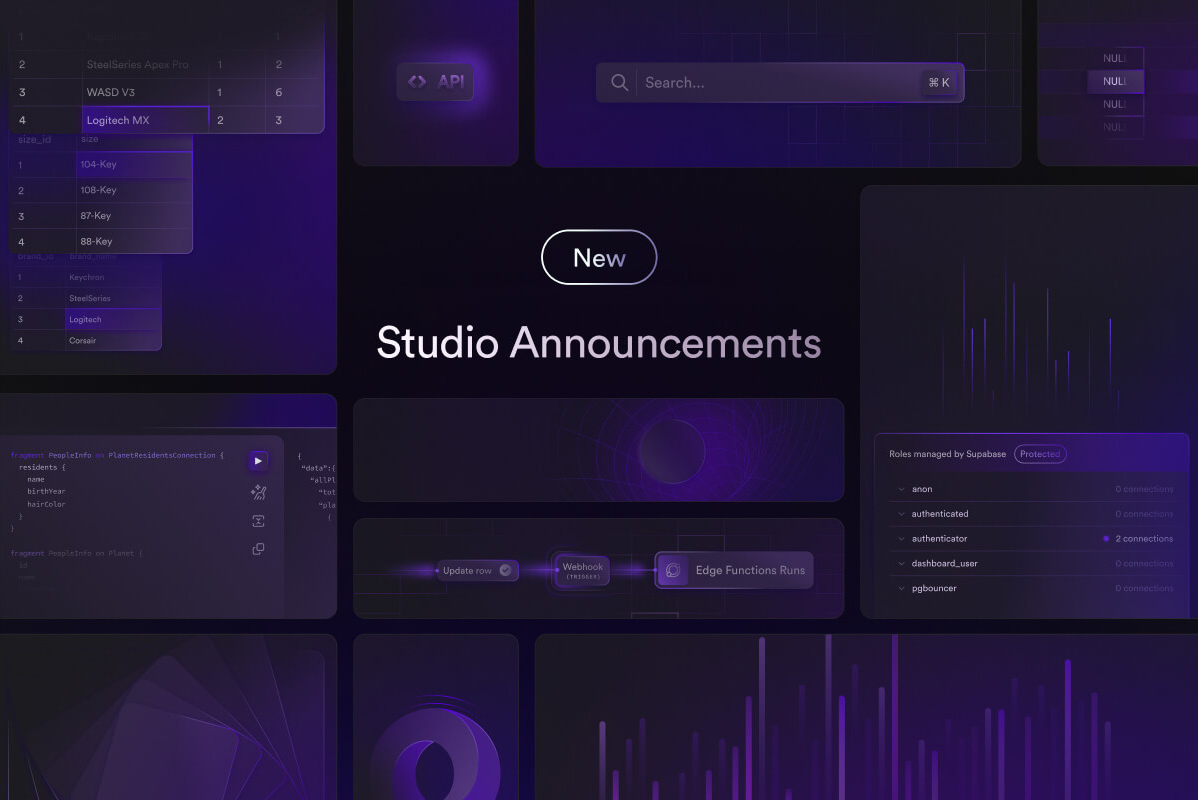 1
1
1
2 SteelSeries Apex Pro 1 2
3 WASD V3 1 6
4 Logitech MX 2 3
size_id size
1 104-Key
2 108-Key
3 87-Key
4 88-Key
brand_id brand_name
1 Keychron
2 SteelSeries
3 Logitech
4 Corsair
API
Search...
⌘ K
NULL
NULL
NULL
NULL
New
Studio Announcements
fragment PeopleInfo on PlanetResidentsConnection {
residents {
name
birthYear
hairColor
}
}
fragment PeopleInfo on Planet {
id
name
{
"data":{
"allPl
"tot
"pla
{
Update row
Webhook
(TRIGGER)
Edge Functions Runs
Roles managed by Supabase Protected
anon 0 connections
authenticated 0 connections
authenticator 2 connections
dashboard_user 0 connections
pgbouncer 0 connections